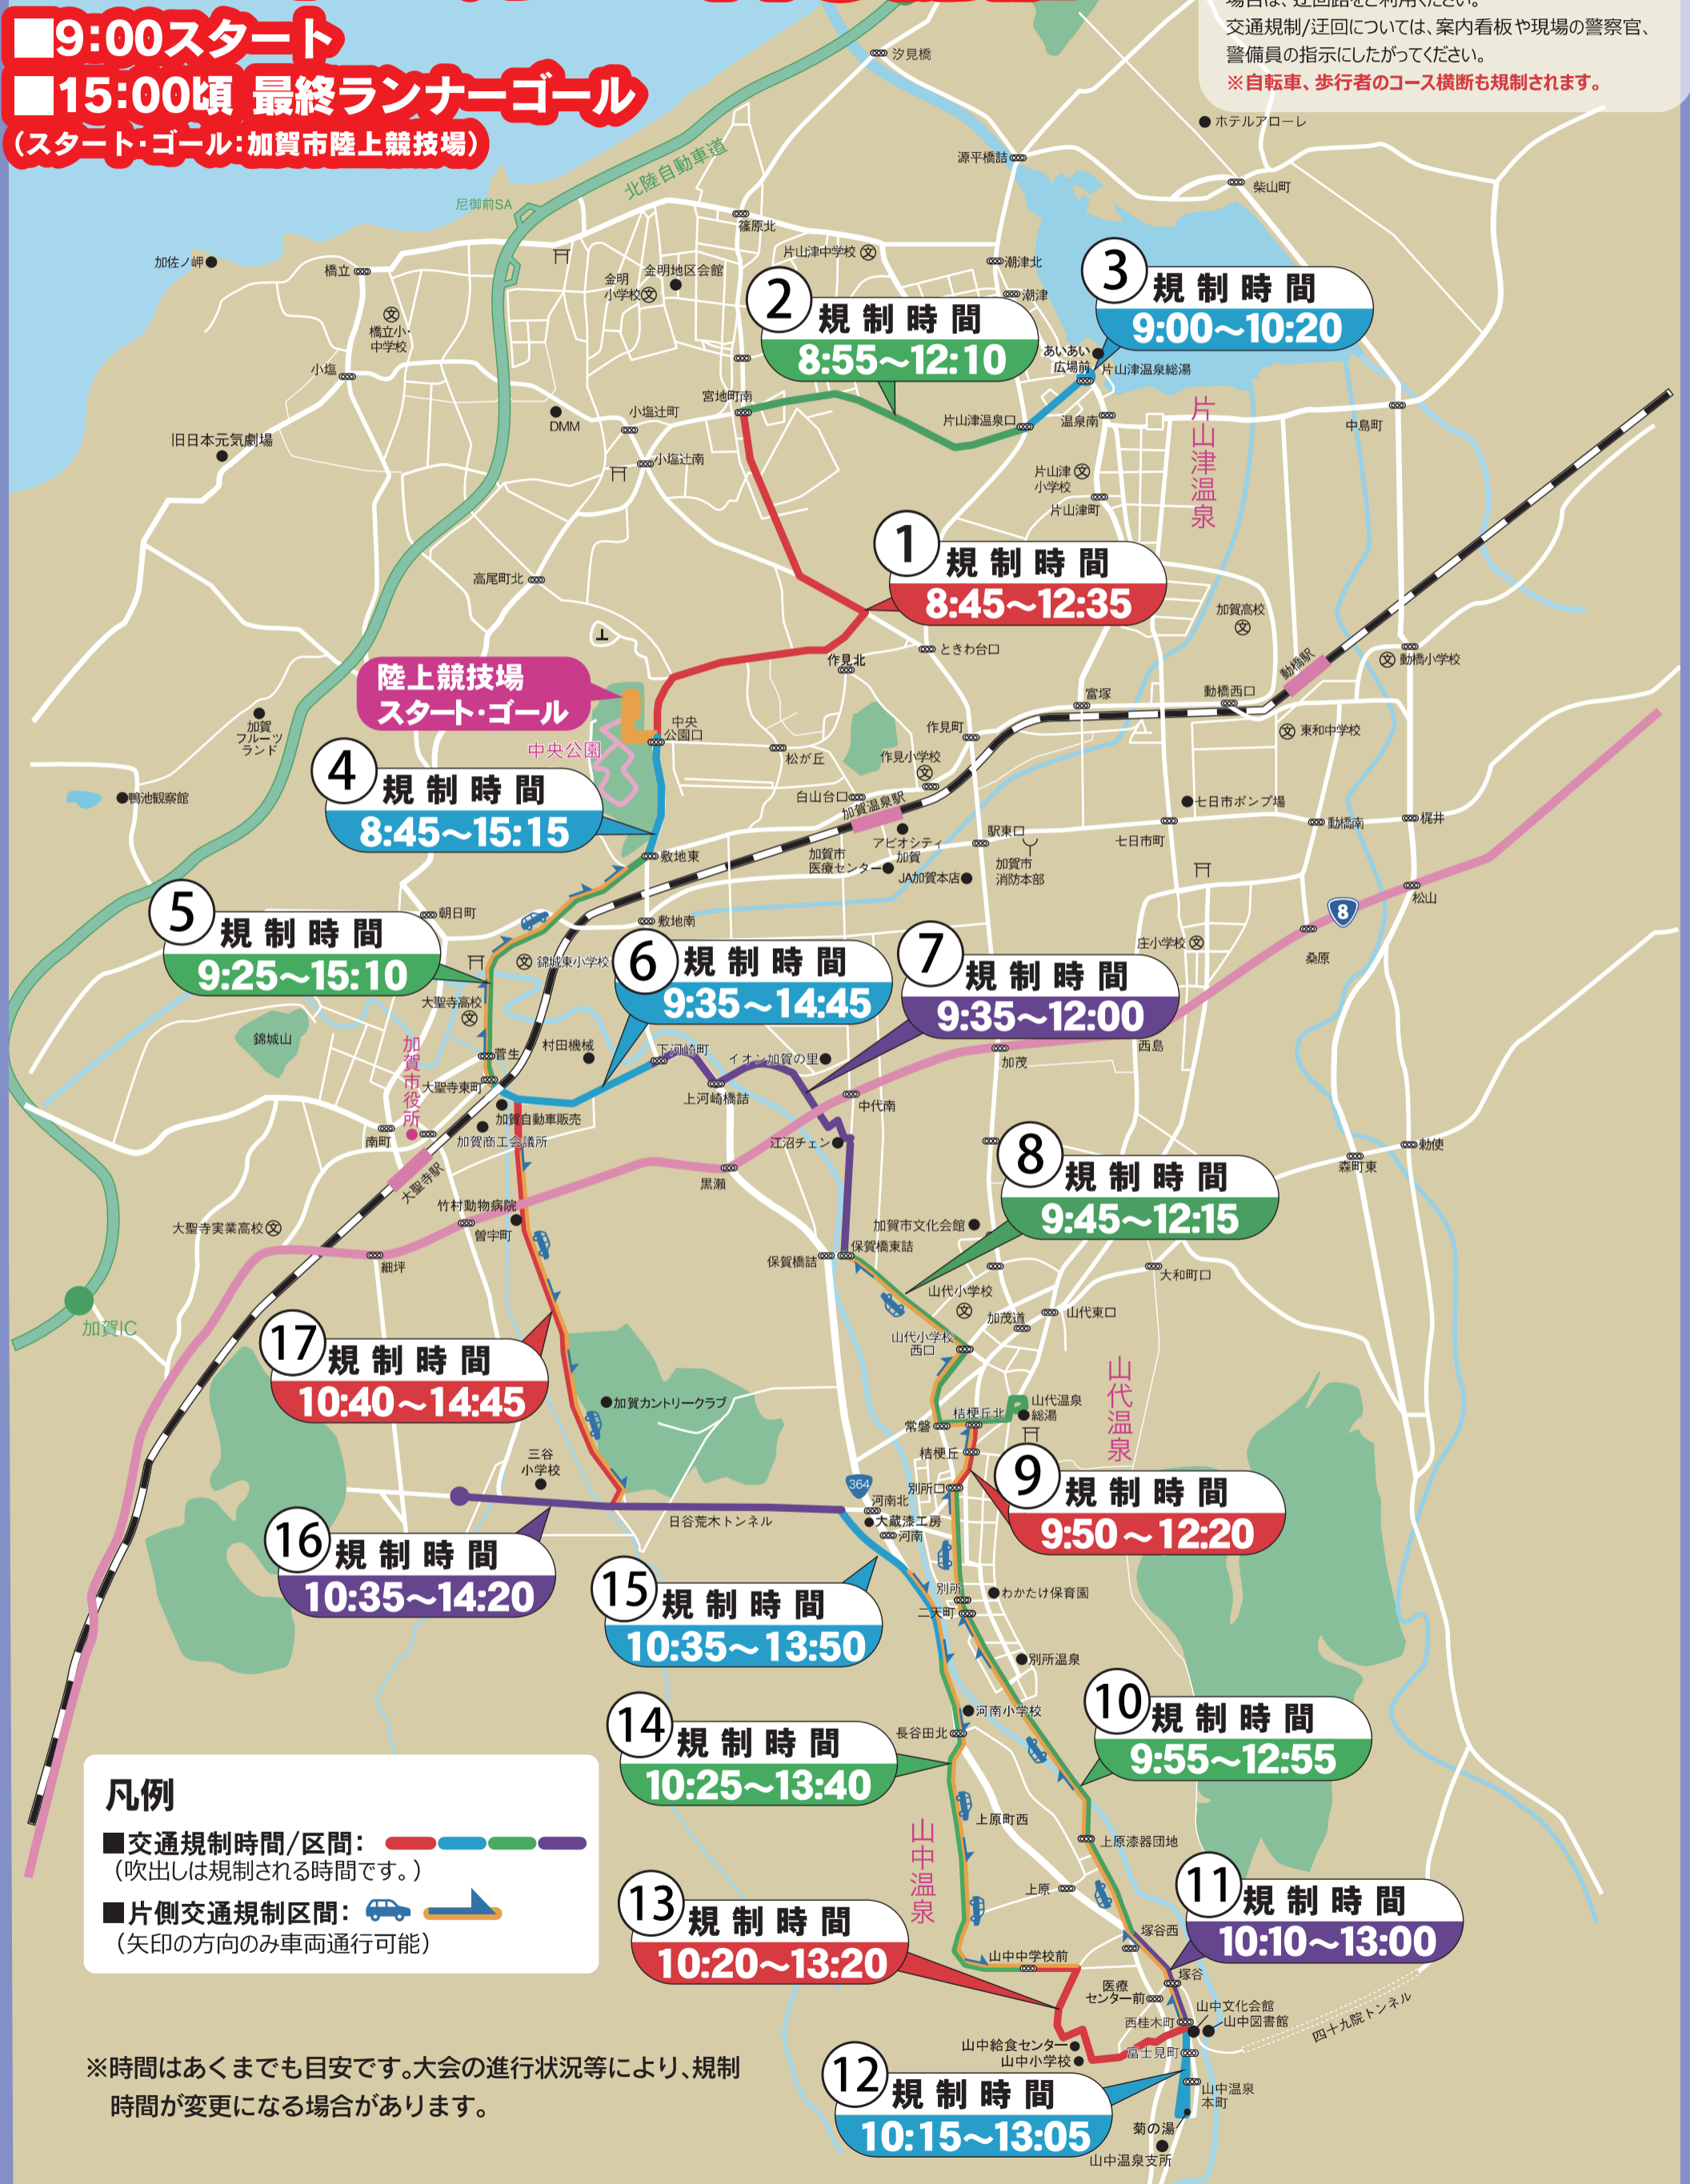 ■9:00スタート
■15:00頃 最終ランナーゴール
(スタート・ゴール:加賀市陸上競技場)
交通規制/迂回については、案内看板や現場の警察官、
警備員の指示にしたがってください。
※自転車、歩行者のコース横断も規制されます。
汐見橋
ホテルアローレ
源平橋詰
柴山町
北陸自動車道
尼御前SA
篠原北
加佐ノ岬
橋立
金明
小学校
金明地区会館
片山津中学校
潮津北
潮津
橋立小・
中学校
小塩
2
規制時間
8:55〜12:10
3
規制時間
9:00〜10:20
あいあい
広場前
片山津温泉総湯
宮地町南
小塩辻町
DMM
小塩辻南
旧日本元気劇場
片山津温泉口
温泉南
片山津温泉
中島町
片山津
小学校
片山津町
1
規制時間
8:45〜12:35
高尾町北
加賀高校
ときわ台口
作見北
動橋駅
動橋小学校
陸上競技場
スタート・ゴール
中央
公園口
中央公園
加賀
フルーツ
ランド
富塚
動橋西口
作見町
東和中学校
松が丘
作見小学校
4
規制時間
8:45〜15:15
鴨池観察館
白山台口
加賀温泉駅
七日市ポンプ場
動橋南
梶井
七日市町
駅東口
アビオシティ
加賀
加賀市
医療センター
JA加賀本店
加賀市
消防本部
敷地東
5
規制時間
9:25〜15:10
朝日町
敷地南
8
松山
桑原
庄小学校
錦城東小学校
6
規制時間
9:35〜14:45
7
規制時間
9:35〜12:00
大聖寺高校
錦城山
加賀市役所
菅生
村田機械
下河崎町
イオン加賀の里
加茂
西島
大聖寺東町
上河崎橋詰
中代南
加賀自動車販売
加賀商工会議所
南町
江沼チェン
大聖寺駅
黒瀬
8
規制時間
9:45〜12:15
勅使
森町東
竹村動物病院
曽宇町
大聖寺実業高校
細坪
加賀市文化会館
保賀橋詰
保賀橋東詰
大和町口
山代小学校
加茂道
山代東口
山代小学校
西口
加賀IC
17
規制時間
10:40〜14:45
加賀カントリークラブ
山代温泉
山代温泉
総湯
桔梗丘北
常磐
桔梗丘
三谷
小学校
別所口
9
規制時間
9:50〜12:20
364
河南北
大蔵漆工房
河南
日谷荒木トンネル
16
規制時間
10:35〜14:20
15
規制時間
10:35〜13:50
別所
二天町
わかたけ保育園
別所温泉
河南小学校
長谷田北
14
規制時間
10:25〜13:40
10
規制時間
9:55〜12:55
上原町西
山中温泉
上原漆器団地
上原
13
規制時間
10:20〜13:20
11
規制時間
10:10〜13:00
塚谷西
山中中学校前
塚谷
医療
センター前
山中文化会館
山中図書館
西桂木町
四十九院トンネル
山中給食センター
山中小学校
富士見町
12
規制時間
10:15〜13:05
山中温泉
本町
菊の湯
山中温泉支所
凡例
■交通規制時間/区間:
(吹出しは規制される時間です。)
■片側交通規制区間:
(矢印の方向のみ車両通行可能)
※時間はあくまでも目安です。大会の進行状況等により、規制
時間が変更になる場合があります。